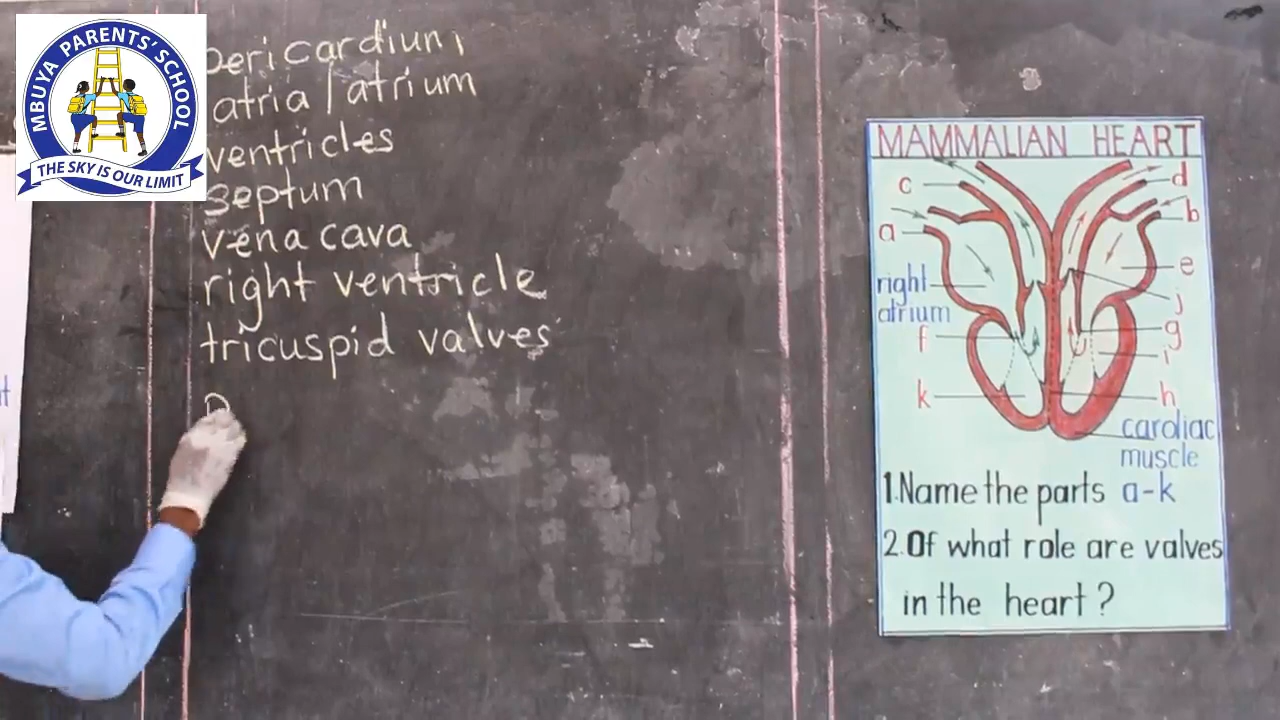 MBUYA PARENTS' SCHOOL
THE SKY IS OUR LIMIT
pericardium
atria / atrium
ventricles
septum
vena cava
right ventricle
tricuspid valves
MAMMALIAN HEART
c
d
b
a
e
right
atrium
j
g
f
i
k
h
cardiac
muscle
1.Name the parts a-k
2.Of what role are valves
in the heart?